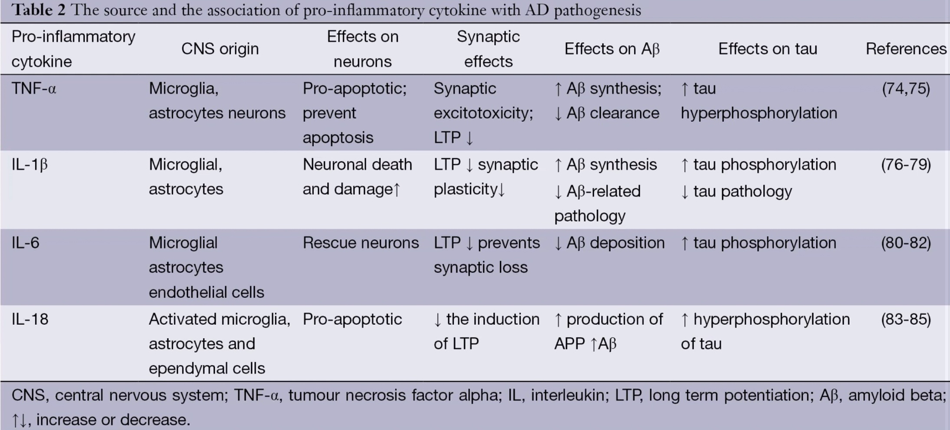 Table 2 The source and the association of pro-inflammatory cytokine with AD pathogenesis
Pro-inflammatory cytokine CNS origin Effects on neurons Synaptic effects Effects on Aβ Effects on tau References
TNF-α Microglia, Pro-apoptotic; Synaptic ↑ Aβ synthesis; ↑ tau (74,75)
astrocytes neurons prevent excitotoxicity; ↓ Aβ clearance hyperphosphorylation
apoptosis LTP ↓
IL-1β Microglial, Neuronal death LTP ↓ synaptic ↑ Aβ synthesis ↑ tau phosphorylation (76-79)
astrocytes and damage↑ plasticity↓ ↓ Aβ-related ↓ tau pathology
pathology
IL-6 Microglial Rescue neurons LTP ↓ prevents ↓ Aβ deposition ↑ tau phosphorylation (80-82)
astrocytes synaptic loss
endothelial cells
IL-18 Activated microglia, Pro-apoptotic ↓ the induction ↑ production of ↑ hyperphosphorylation (83-85)
astrocytes and of LTP APP ↑Aβ of tau
ependymal cells
CNS, central nervous system; TNF-α, tumour necrosis factor alpha; IL, interleukin; LTP, long term potentiation; Aβ, amyloid beta;
↑↓, increase or decrease.